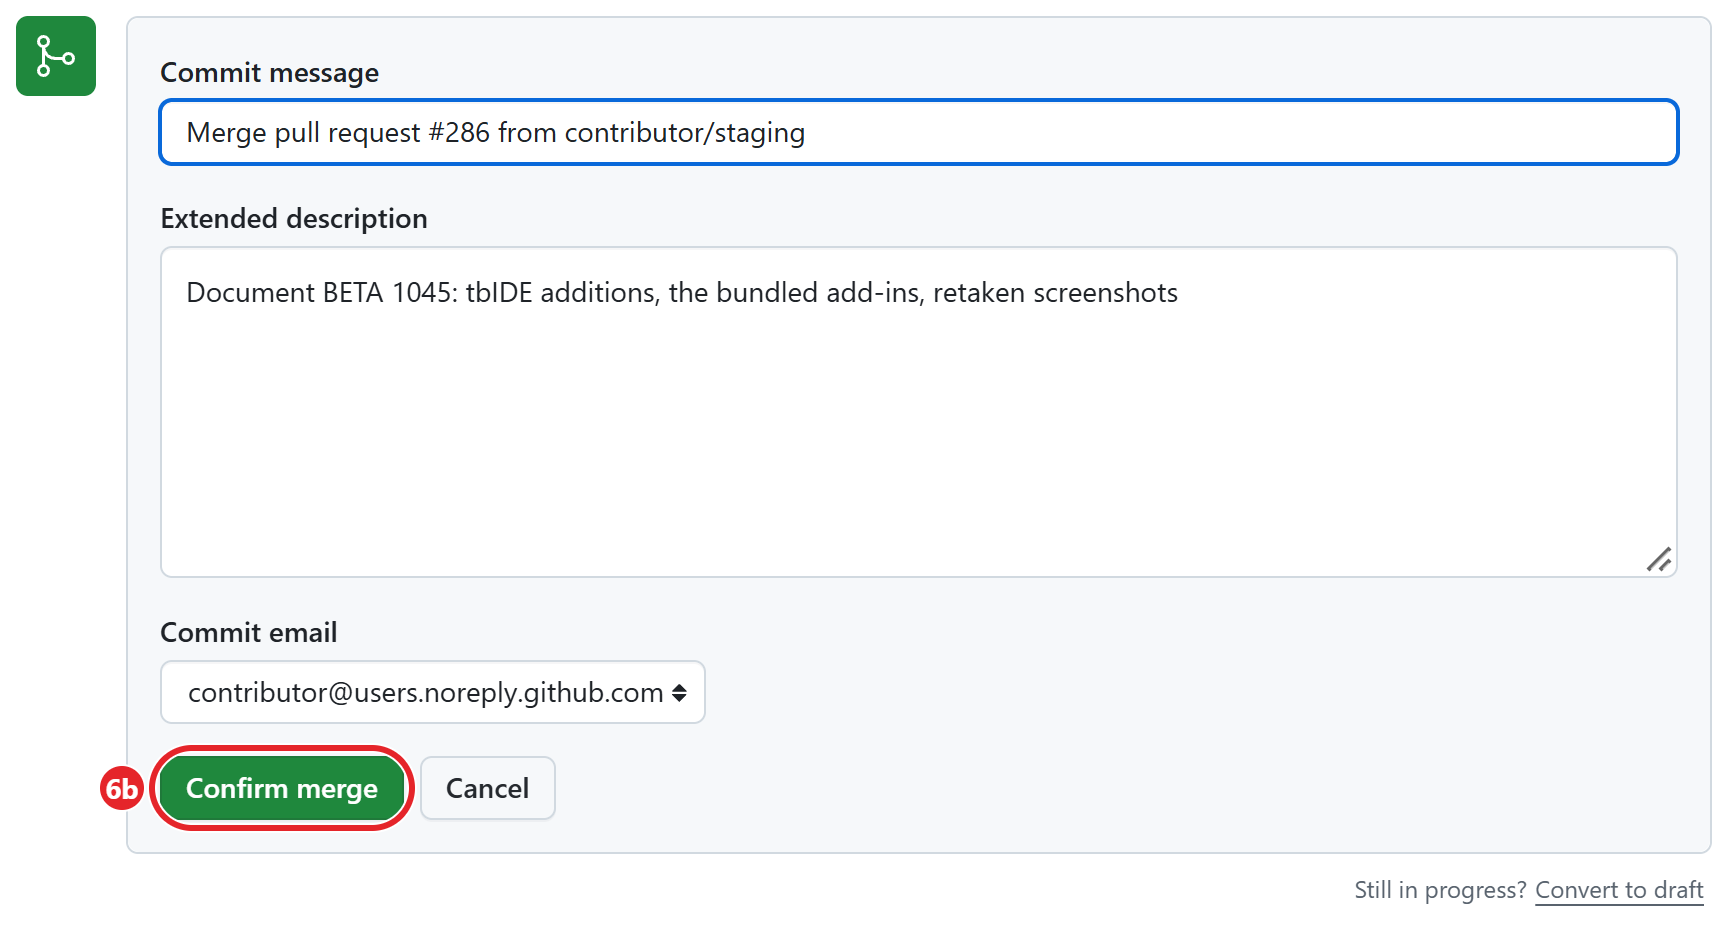 Commit message
Merge pull request #286 from contributor/staging
Extended description
Document BETA 1045: tbIDE additions, the bundled add-ins, retaken screenshots
Commit email
contributor@users.noreply.github.com
6b Confirm merge Cancel
Still in progress? Convert to draft